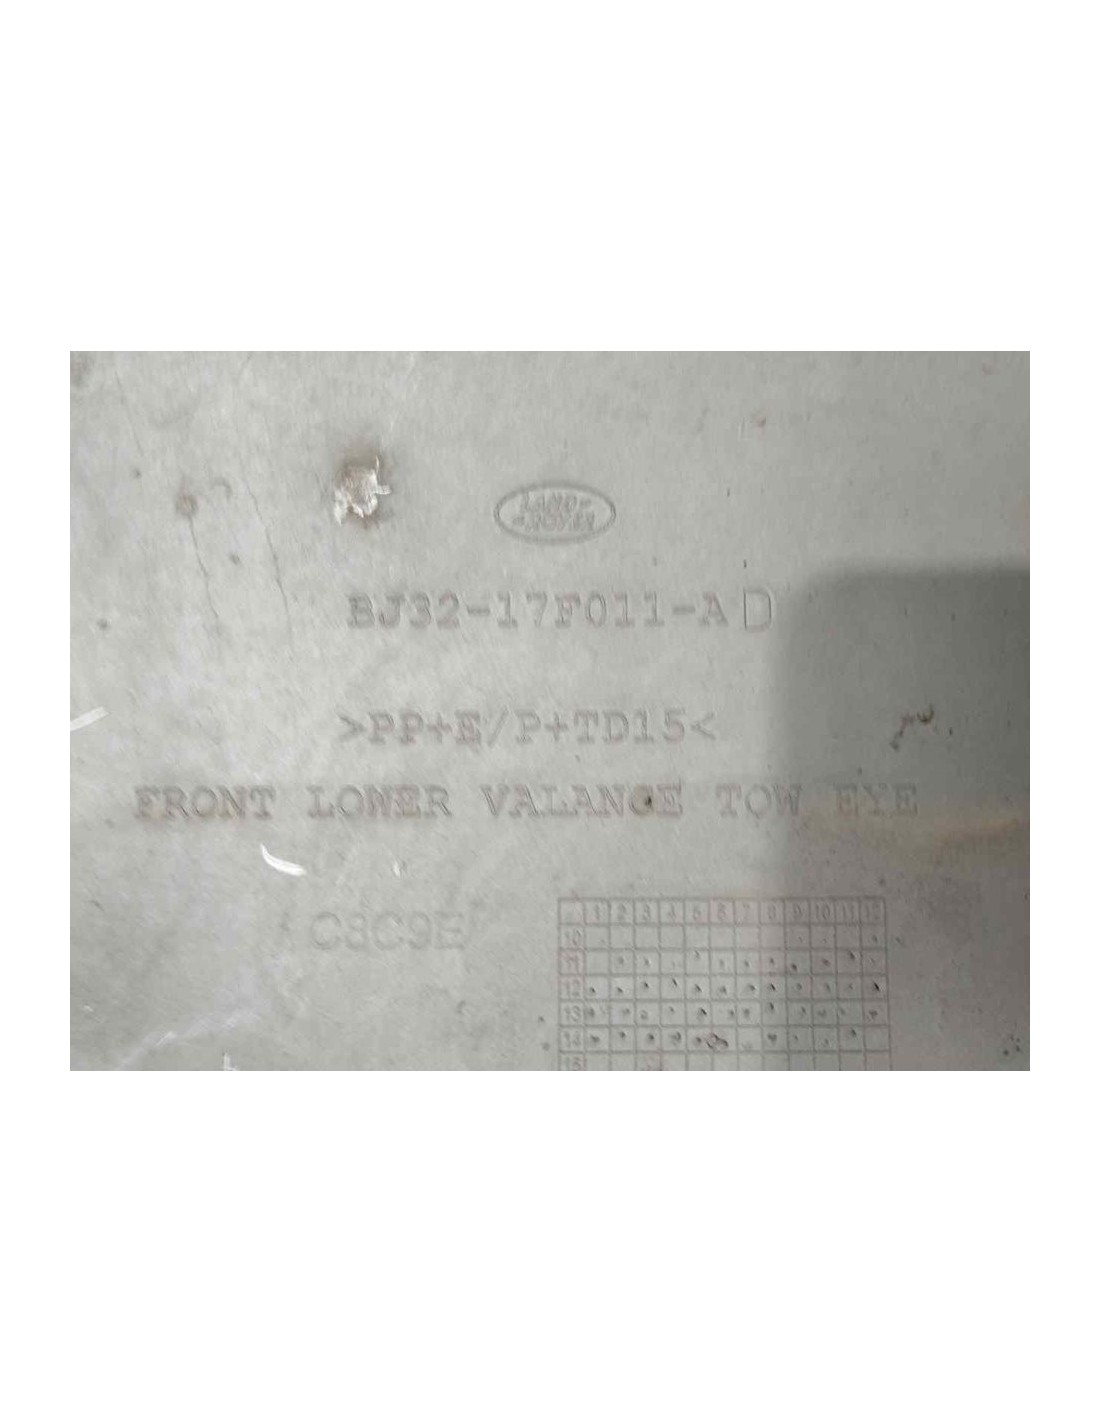 LAND-
-ROVER
BJ32-17F011-AD
>PP+E/P+TD15<
FRONT LOWER VALANCE TOW EYE
C8C9E
1 2 3 4 5 6 7 8 9 10 11 12
10
11
12
13
14
15